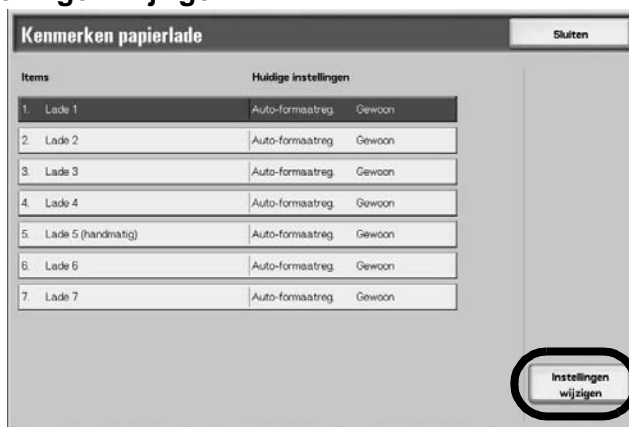 Kenmerken papierlade Sluiten
Items Huidige instellingen
1. Lade 1 Auto-formaatreg. Gewoon
2. Lade 2 Auto-formaatreg. Gewoon
3. Lade 3 Auto-formaatreg. Gewoon
4. Lade 4 Auto-formaatreg. Gewoon
5. Lade 5 (handmatig) Auto-formaatreg. Gewoon
6. Lade 6 Auto-formaatreg. Gewoon
7. Lade 7 Auto-formaatreg. Gewoon
Instellingen
wijzigen